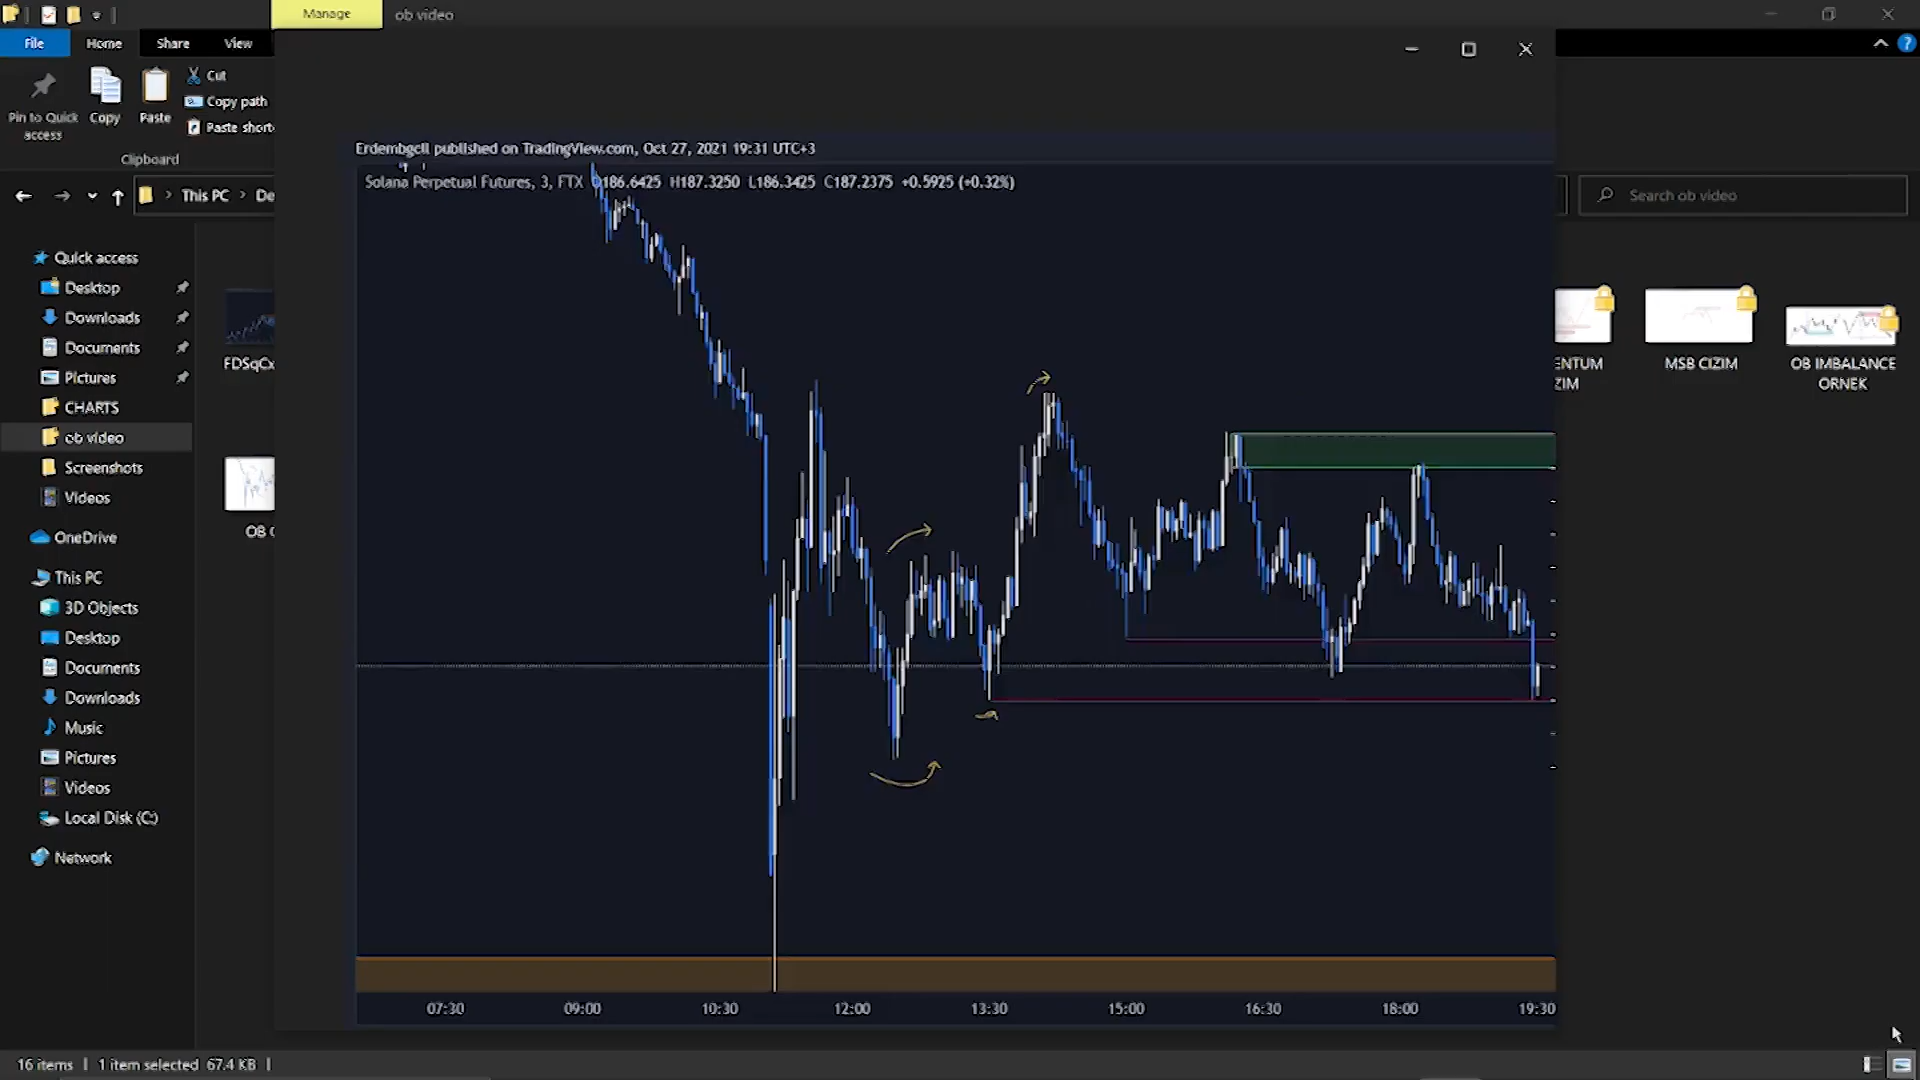 Manage
ob video
File
Home
Share
View
Pin to Quick access
Copy
Paste
Cut
Copy path
Clipboard
This PC
Search ob video
Quick access
Desktop
Downloads
Documents
Pictures
CHARTS
ob video
Screenshots
Videos
OneDrive
This PC
3D Objects
Desktop
Documents
Downloads
Music
Pictures
Videos
Local Disk (C:)
Network
Erdembgcll published on TradingView.com, Oct 27, 2021 19:31 UTC+3
Solana Perpetual Futures, 3, FTX O186.6425 H187.3250 L186.3425 C187.2375 +0.5925 (+0.32%)
07:30 09:00 10:30 12:00 13:30 15:00 16:30 18:00 19:30
MSB CIZIM
OB IMBALANCE
ORNEK
16 items
1 item selected 67.4 KB